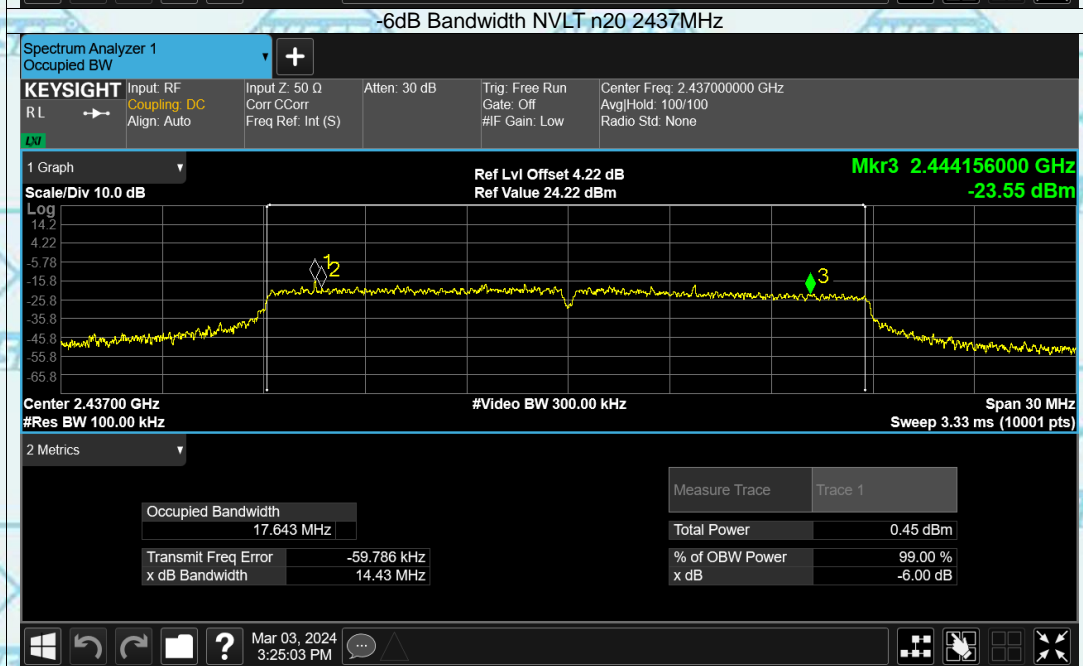 -6dB Bandwidth NVLT n20 2437MHz
Spectrum Analyzer 1
Occupied BW
+
KEYSIGHT
R L
LXI
Input: RF
Coupling: DC
Align: Auto
Input Z: 50 Ω
Corr CCorr
Freq Ref: Int (S)
Atten: 30 dB
Trig: Free Run
Gate: Off
#IF Gain: Low
Center Freq: 2.437000000 GHz
Avg|Hold: 100/100
Radio Std: None
1 Graph
Scale/Div 10.0 dB
Ref Lvl Offset 4.22 dB
Ref Value 24.22 dBm
Mkr3 2.444156000 GHz
-23.55 dBm
Log
14.2
4.22
-5.78
-15.8
-25.8
-35.8
-45.8
-55.8
-65.8
1
2
3
Center 2.43700 GHz
#Video BW 300.00 kHz
Span 30 MHz
#Res BW 100.00 kHz
Sweep 3.33 ms (10001 pts)
2 Metrics
Occupied Bandwidth
17.643 MHz
Transmit Freq Error -59.786 kHz
x dB Bandwidth 14.43 MHz
Measure Trace Trace 1
Total Power 0.45 dBm
% of OBW Power 99.00 %
x dB -6.00 dB
?
Mar 03, 2024
3:25:03 PM